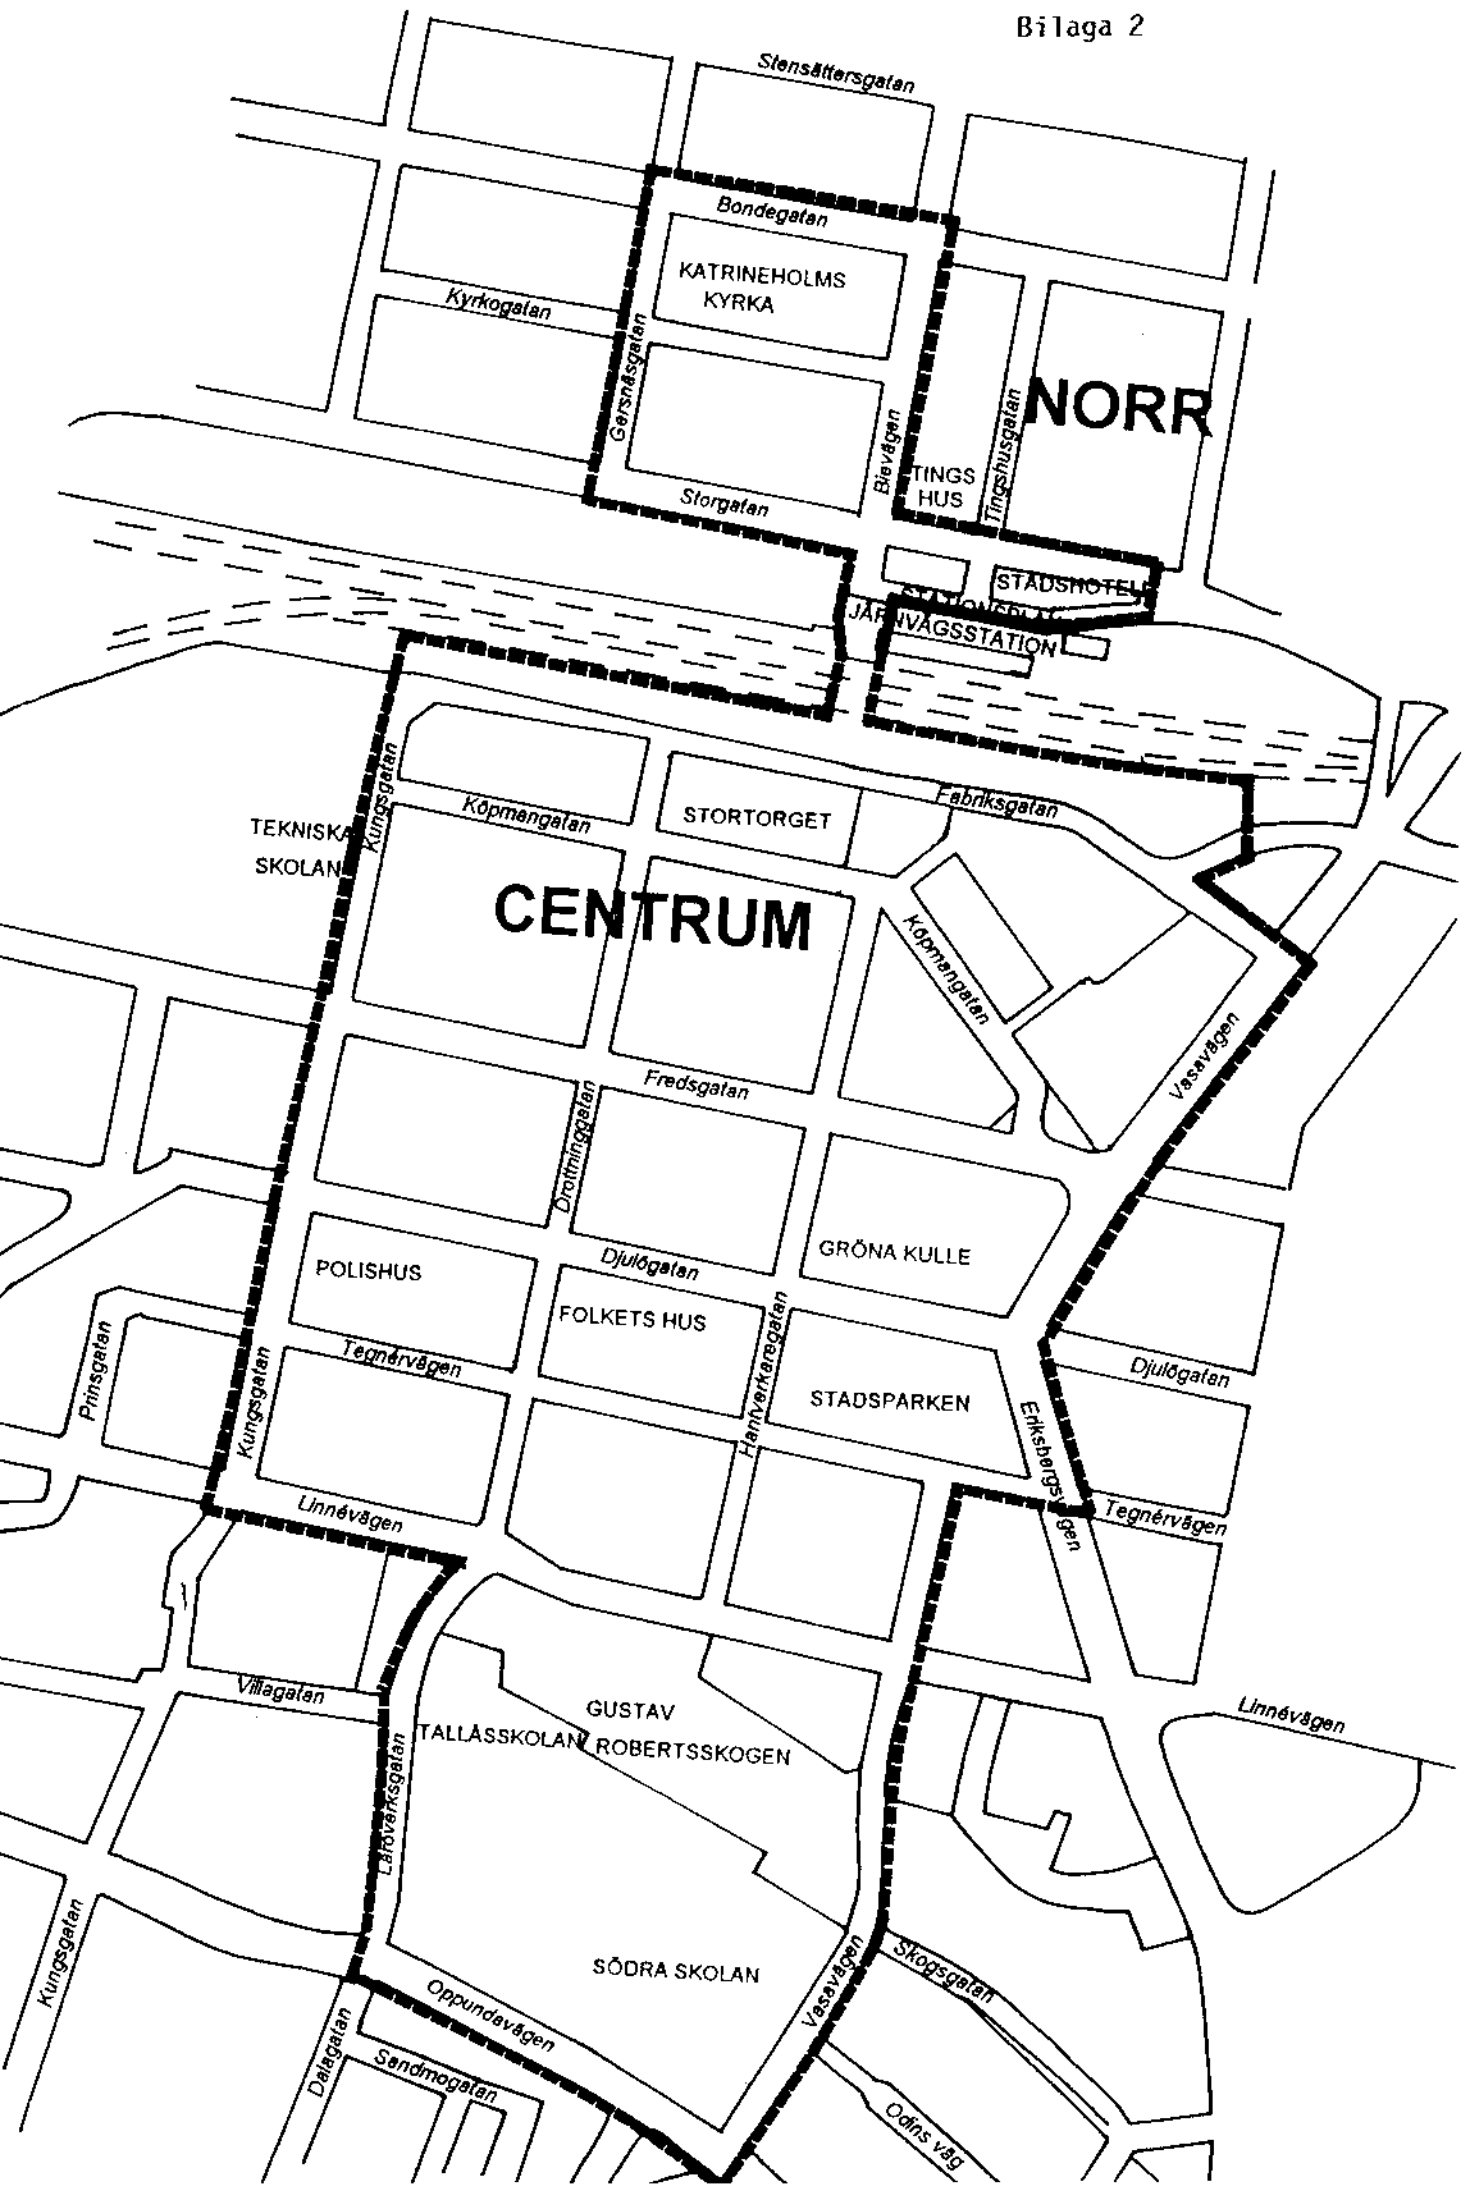 Bilaga 2
Stensättersgatan
Bondegatan
KATRINEHOLMS
KYRKA
Kyrkogatan
Gersnäsgatan
NORR
Tingshusgatan
Bievägen
TINGS
HUS
Storgatan
STADSHOTELL
STATIONSPLAN
JÄRNVÄGSSTATION
Kungsgatan
Fabriksgatan
Köpmangatan
STORTORGET
TEKNISKA
SKOLAN
CENTRUM
Köpmangatan
Vasavägen
Fredsgatan
Drottninggatan
GRÖNA KULLE
Djulögatan
POLISHUS
FOLKETS HUS
Hantverkaregatan
Prinsgatan
Kungsgatan
Tegnérvägen
Djulögatan
STADSPARKEN
Eriksbergsvägen
Linnévägen
Tegnérvägen
Villagatan
GUSTAV
TALLÅSSKOLAN
ROBERTSSKOGEN
Linnévägen
Läroverksgatan
Kungsgatan
SÖDRA SKOLAN
Vasavägen
Skogsgatan
Oppundavägen
Dalagatan
Sandmogatan
Odins väg